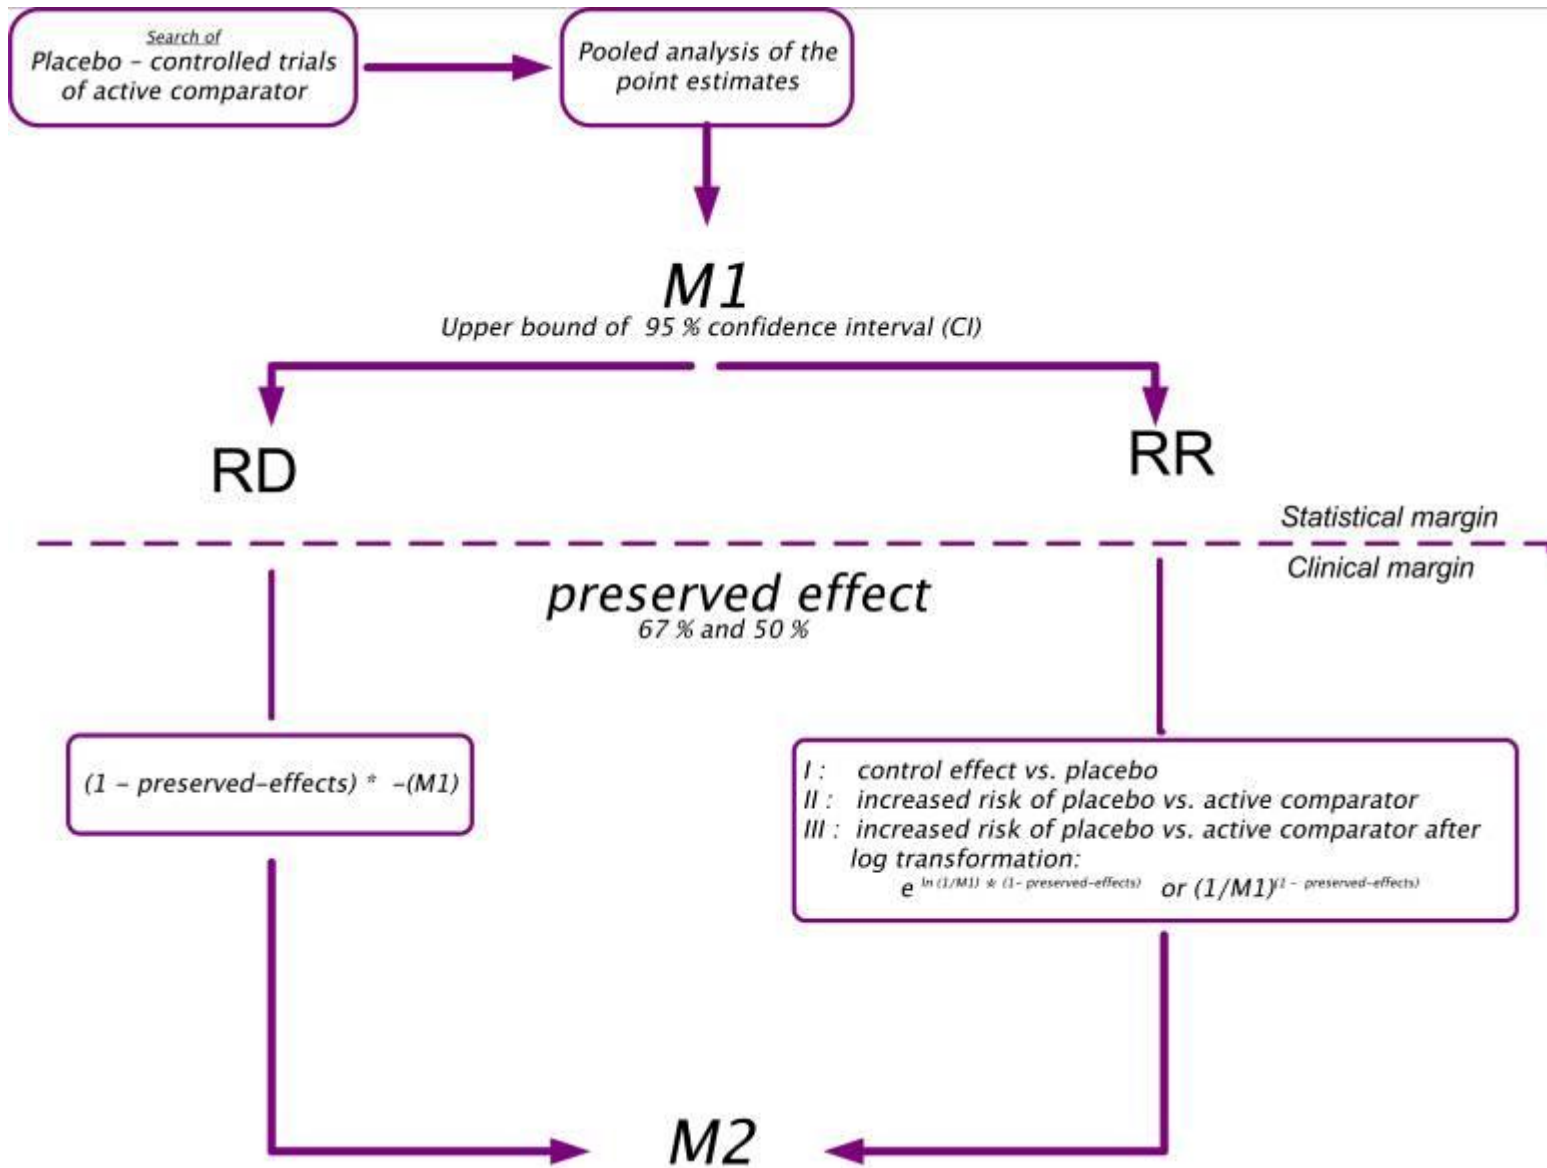 Search of
Placebo - controlled trials
of active comparator
Pooled analysis of the
point estimates
M1
Upper bound of 95 % confidence interval (CI)
RD
RR
Statistical margin
Clinical margin
preserved effect
67 % and 50 %
(1 - preserved-effects) * -(M1)
I : control effect vs. placebo
II : increased risk of placebo vs. active comparator
III : increased risk of placebo vs. active comparator after
log transformation:
e ln (1/M1) * (1- preserved-effects) or (1/M1)(1 - preserved-effects)
M2